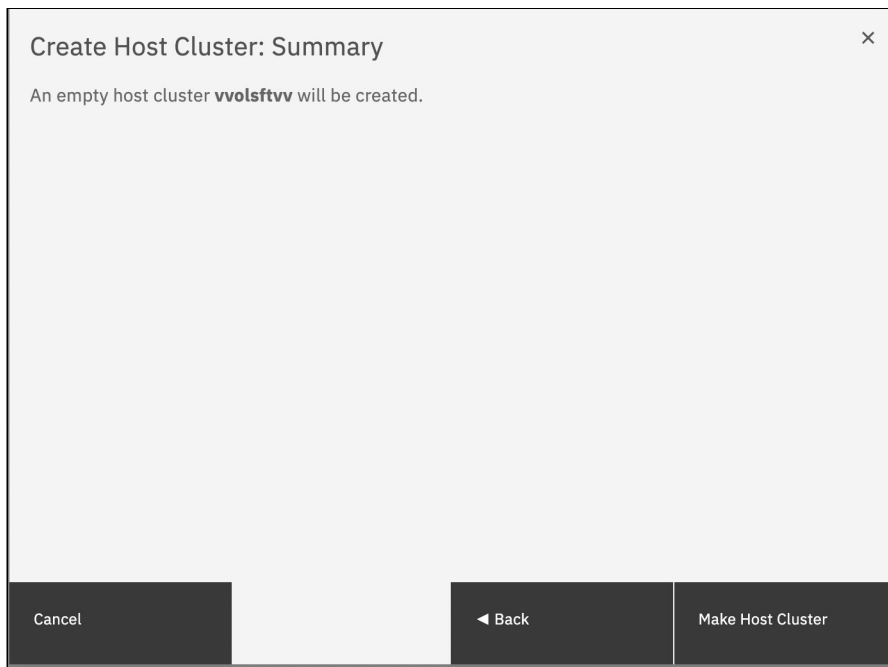 Create Host Cluster: Summary
An empty host cluster vvolsftvv will be created.
Cancel
◄ Back
Make Host Cluster